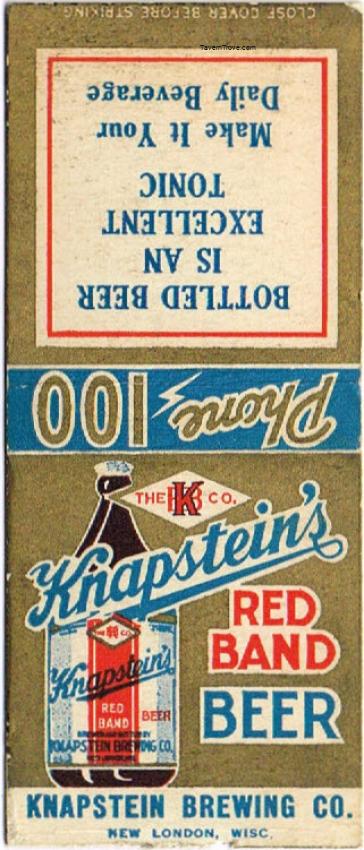 CLOSE COVER BEFORE STRIKING
TavernTrove.com
BOTTLED BEER
IS AN
EXCELLENT
TONIC
Make It Your
Daily Beverage
Phone 100
THE KBB CO.
Knapstein's
RED
BAND
BEER
Knapstein's
RED
BAND
BEER
KNAPSTEIN BREWING CO.
KNAPSTEIN BREWING CO.
NEW LONDON, WISC.